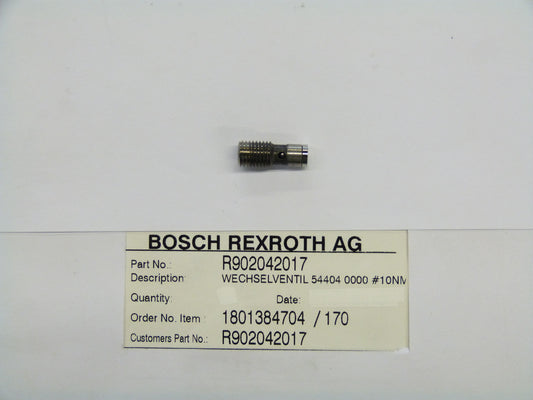 BOSCH REXROTH AG
Part No.: R902042017
Description: WECHSELVENTIL 54404 0000 #10NM
Quantity: Date:
Order No. Item : 1801384704 / 170
Customers Part No.: R902042017